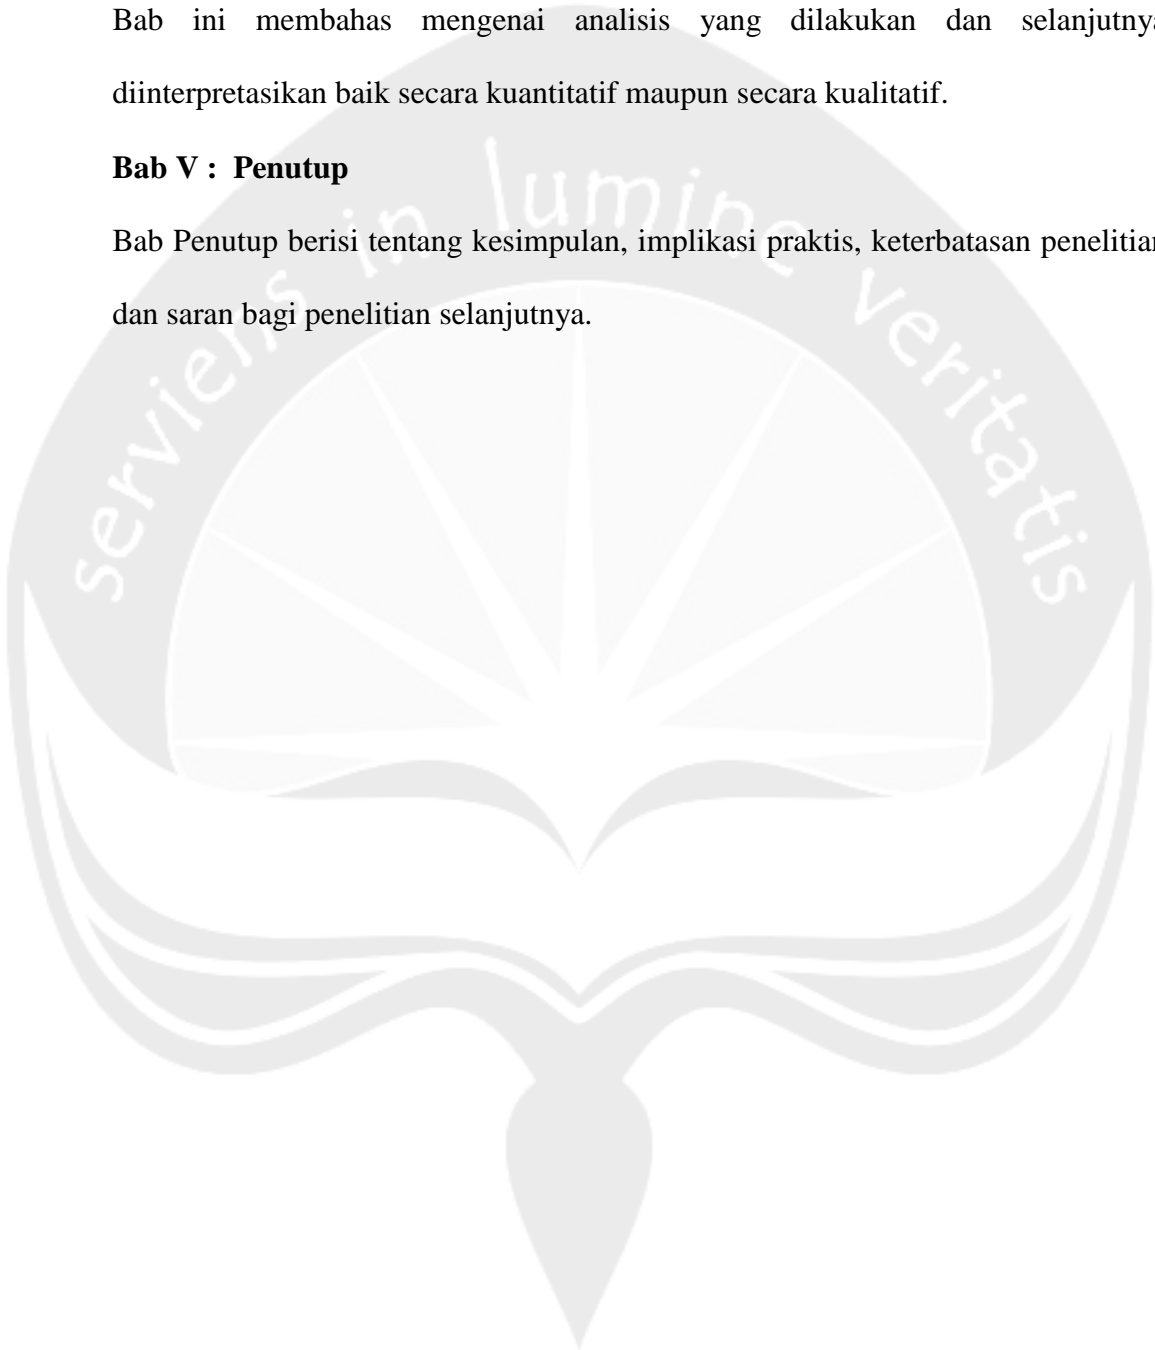 Bab ini membahas mengenai analisis yang dilakukan dan selanjutnya
diinterpretasikan baik secara kuantitatif maupun secara kualitatif.
Bab V : Penutup
Bab Penutup berisi tentang kesimpulan, implikasi praktis, keterbatasan penelitian
dan saran bagi penelitian selanjutnya.
serviens in lumine veritatis